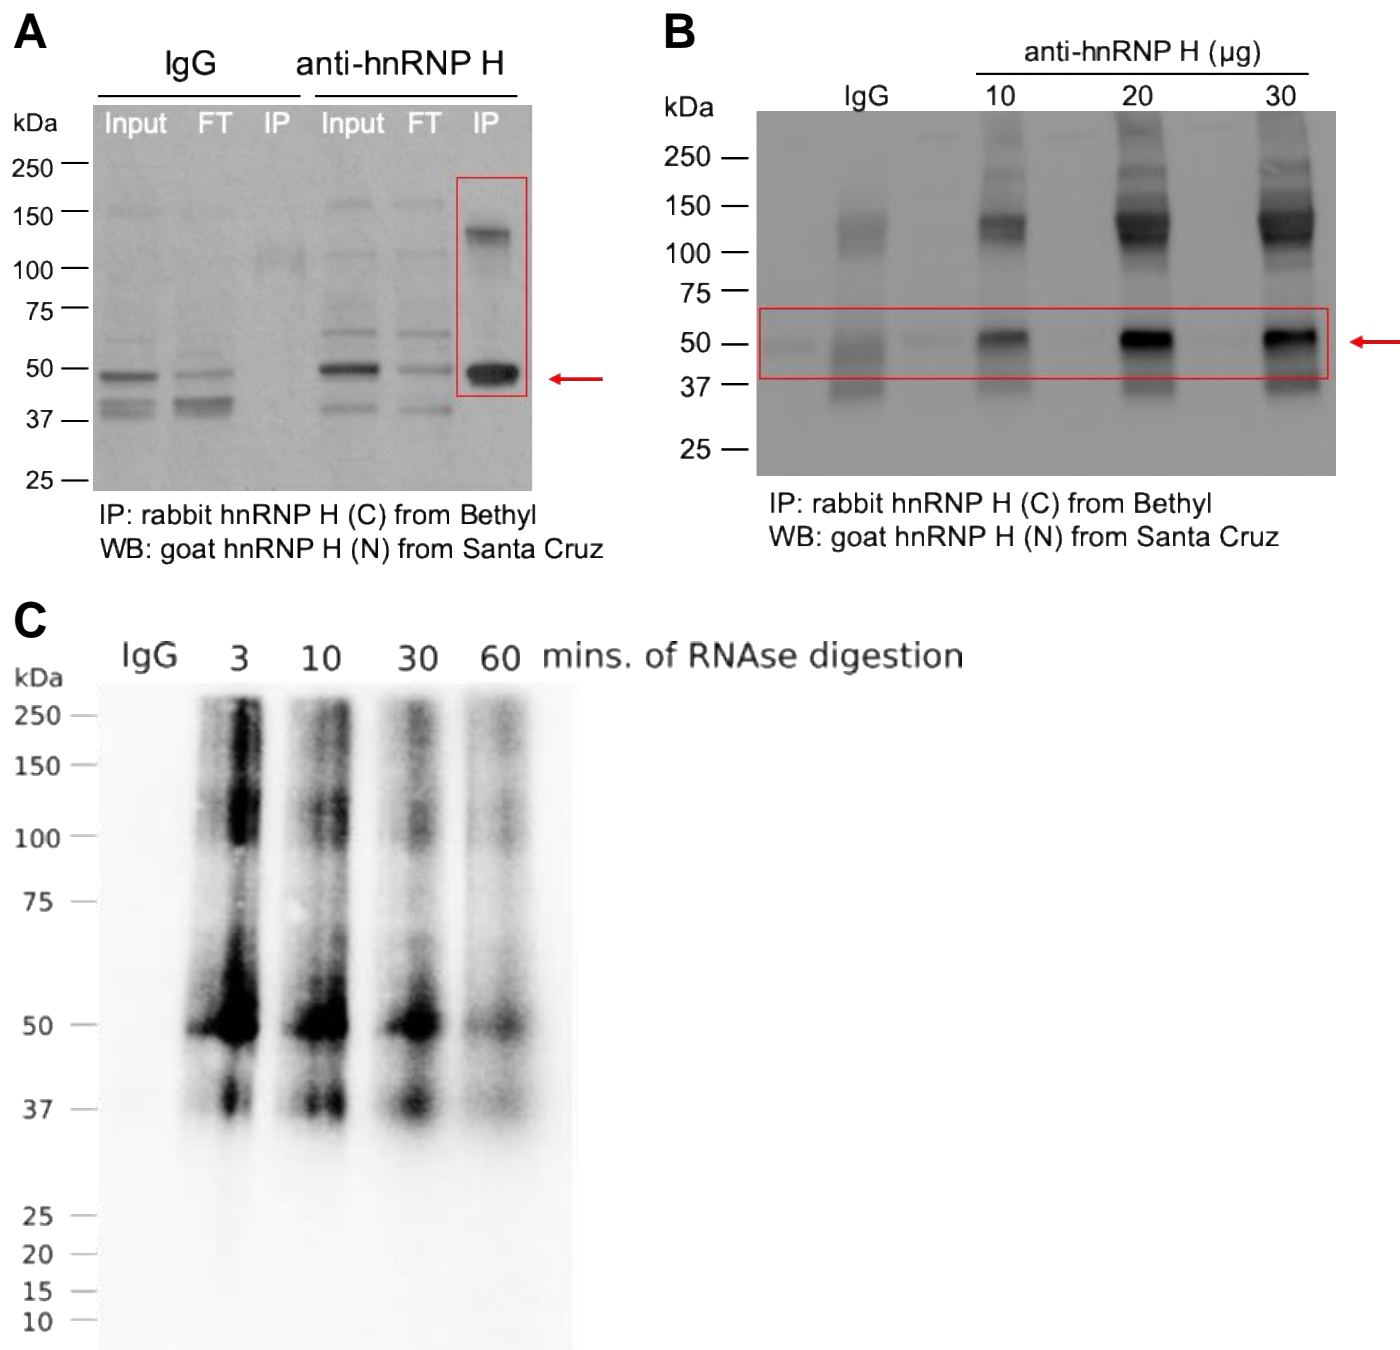 A
IgG anti-hnRNP H
kDa Input FT IP Input FT IP
250
150
100
75
50
37
25
IP: rabbit hnRNP H (C) from Bethyl
WB: goat hnRNP H (N) from Santa Cruz
B
anti-hnRNP H (µg)
kDa IgG 10 20 30
250
150
100
75
50
37
25
IP: rabbit hnRNP H (C) from Bethyl
WB: goat hnRNP H (N) from Santa Cruz
C
IgG 3 10 30 60 mins. of RNAse digestion
kDa
250
150
100
75
50
37
25
20
15
10